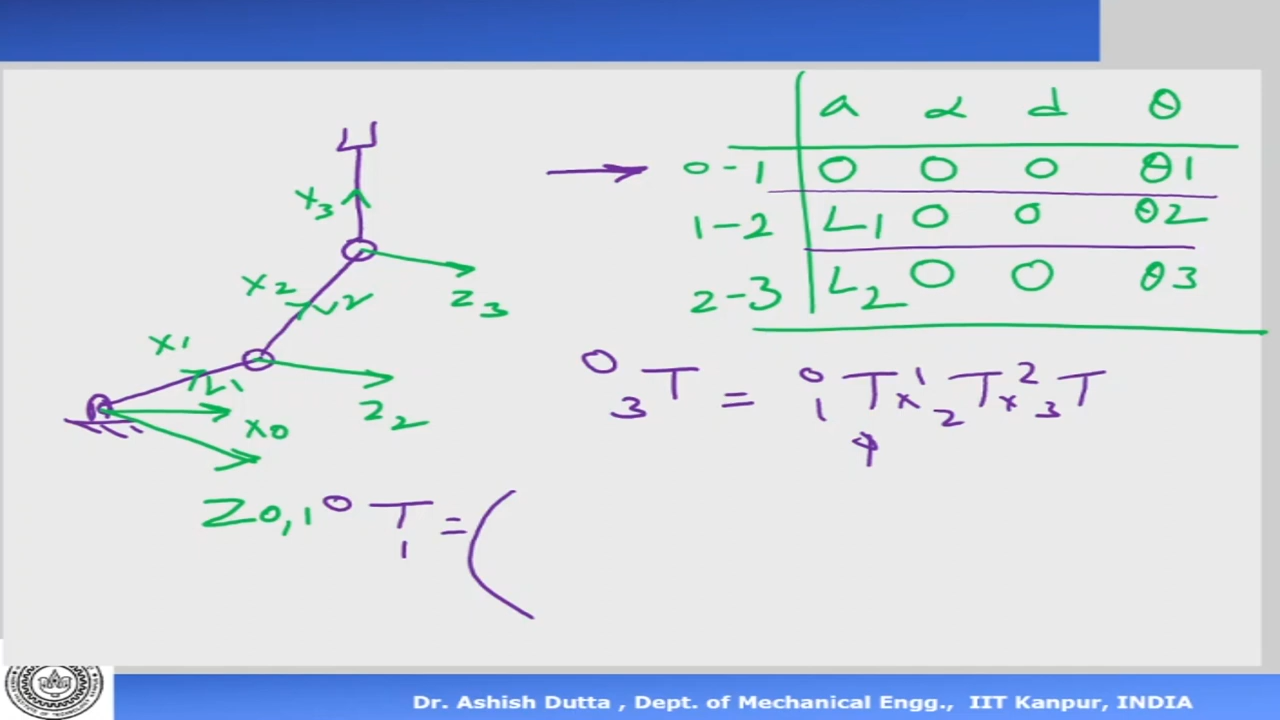 a α d θ
0-1 0 0 0 θ1
1-2 L1 0 0 θ2
2-3 L2 0 0 θ3
X3
Z3
X2
L2
X1
L1
Z2
X0
Z0,1
⁰₃T = ⁰₁T × ¹₂T × ²₃T
⁰T₁ = (
Dr. Ashish Dutta , Dept. of Mechanical Engg., IIT Kanpur, INDIA